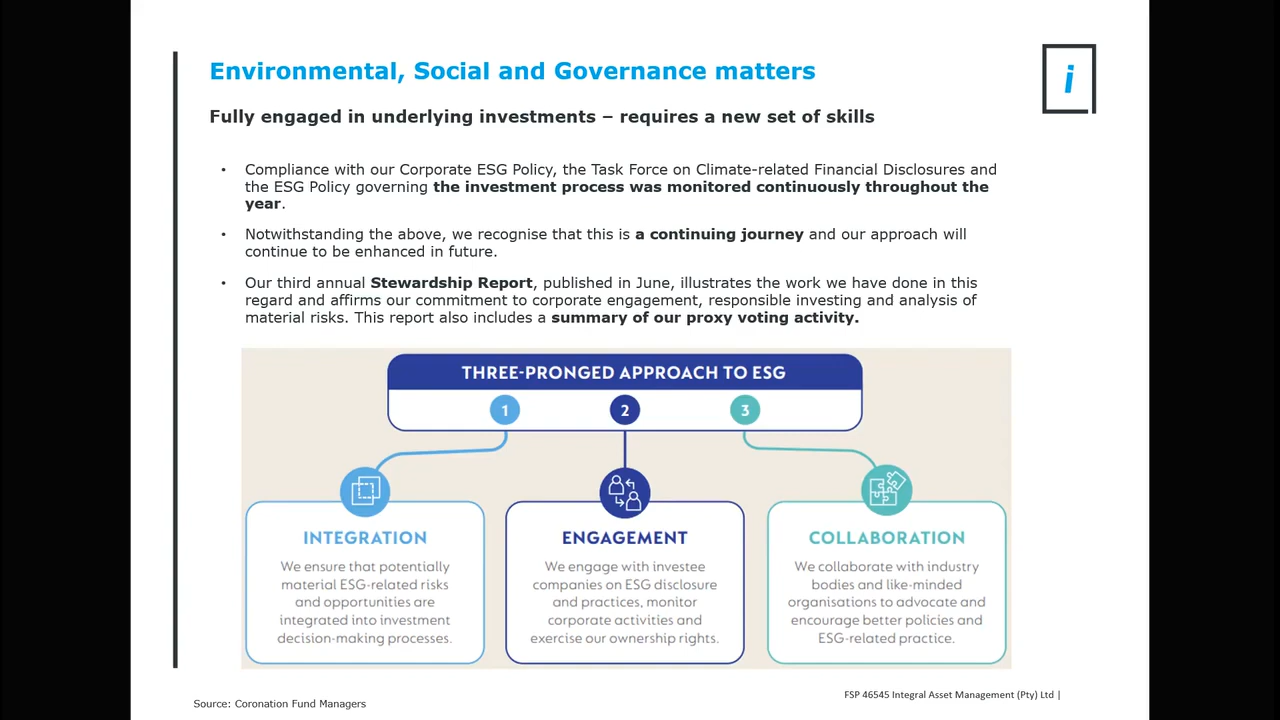 Environmental, Social and Governance matters
i
Fully engaged in underlying investments – requires a new set of skills
• Compliance with our Corporate ESG Policy, the Task Force on Climate-related Financial Disclosures and
the ESG Policy governing the investment process was monitored continuously throughout the
year.
• Notwithstanding the above, we recognise that this is a continuing journey and our approach will
continue to be enhanced in future.
• Our third annual Stewardship Report, published in June, illustrates the work we have done in this
regard and affirms our commitment to corporate engagement, responsible investing and analysis of
material risks. This report also includes a summary of our proxy voting activity.
THREE-PRONGED APPROACH TO ESG
1 2 3
INTEGRATION
We ensure that potentially
material ESG-related risks
and opportunities are
integrated into investment
decision-making processes.
ENGAGEMENT
We engage with investee
companies on ESG disclosure
and practices, monitor
corporate activities and
exercise our ownership rights.
COLLABORATION
We collaborate with industry
bodies and like-minded
organisations to advocate and
encourage better policies and
ESG-related practice.
Source: Coronation Fund Managers
FSP 46545 Integral Asset Management (Pty) Ltd |